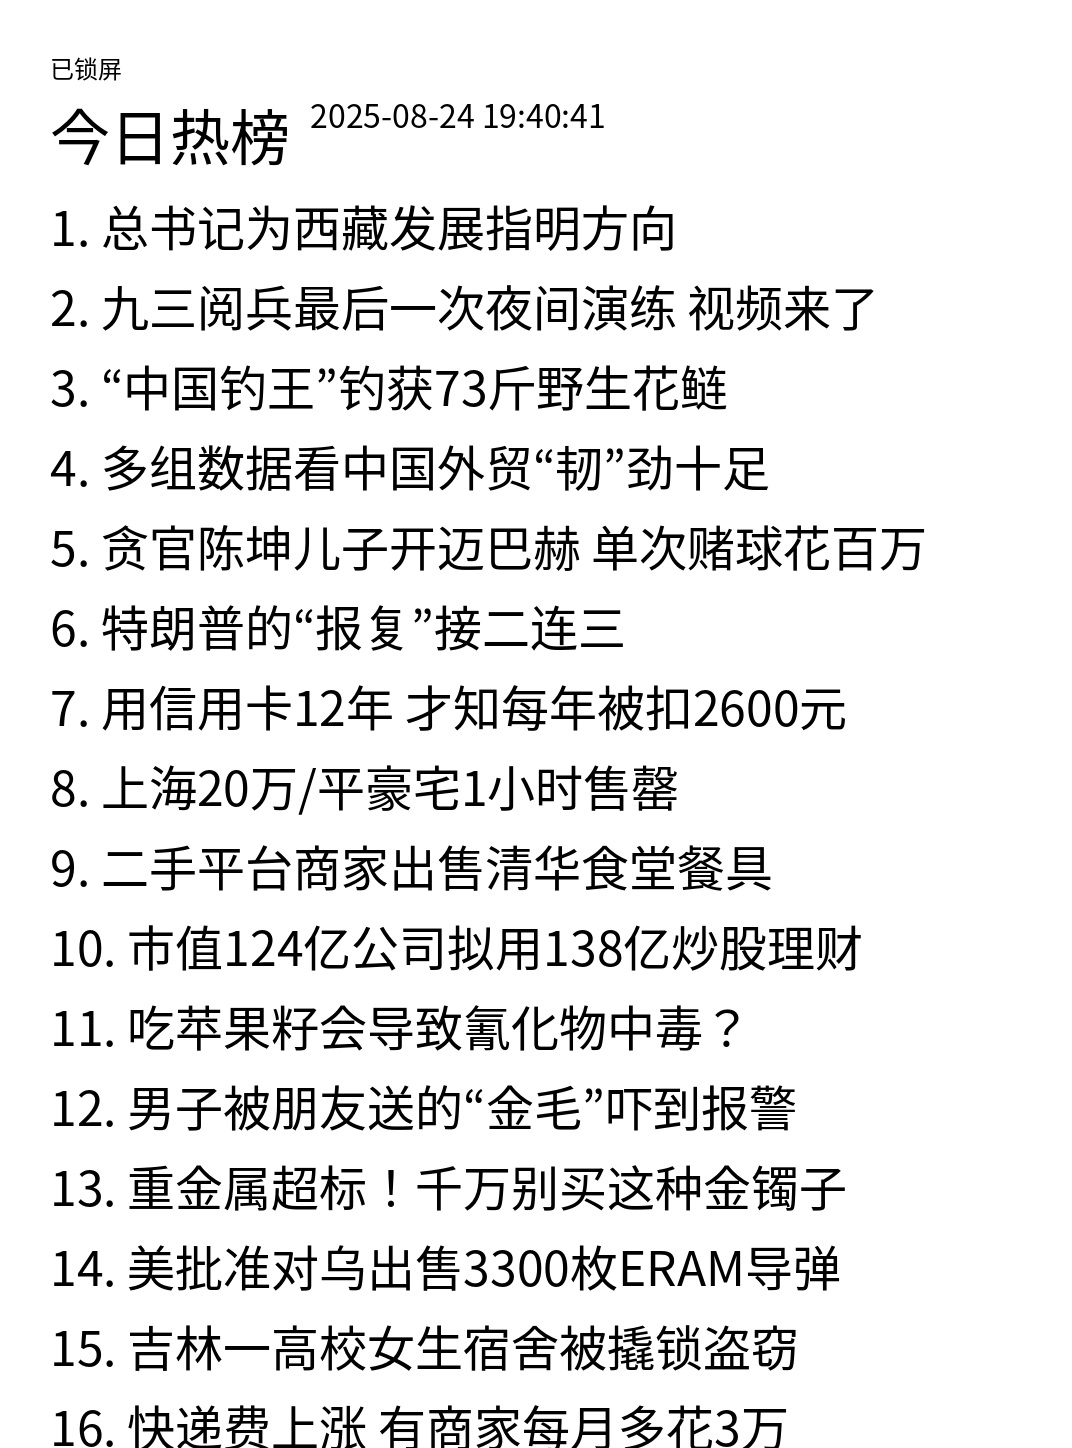 已锁屏
今日热榜 2025-08-24 19:40:41
1. 总书记为西藏发展指明方向
2. 九三阅兵最后一次夜间演练 视频来了
3. “中国钓王”钓获73斤野生花鲢
4. 多组数据看中国外贸“韧”劲十足
5. 贪官陈坤儿子开迈巴赫 单次赌球花百万
6. 特朗普的“报复”接二连三
7. 用信用卡12年 才知每年被扣2600元
8. 上海20万/平豪宅1小时售罄
9. 二手平台商家出售清华食堂餐具
10. 市值124亿公司拟用138亿炒股理财
11. 吃苹果籽会导致氰化物中毒？
12. 男子被朋友送的“金毛”吓到报警
13. 重金属超标！千万别买这种金镯子
14. 美批准对乌出售3300枚ERAM导弹
15. 吉林一高校女生宿舍被撬锁盗窃
16. 快递费上涨 有商家每月多花3万